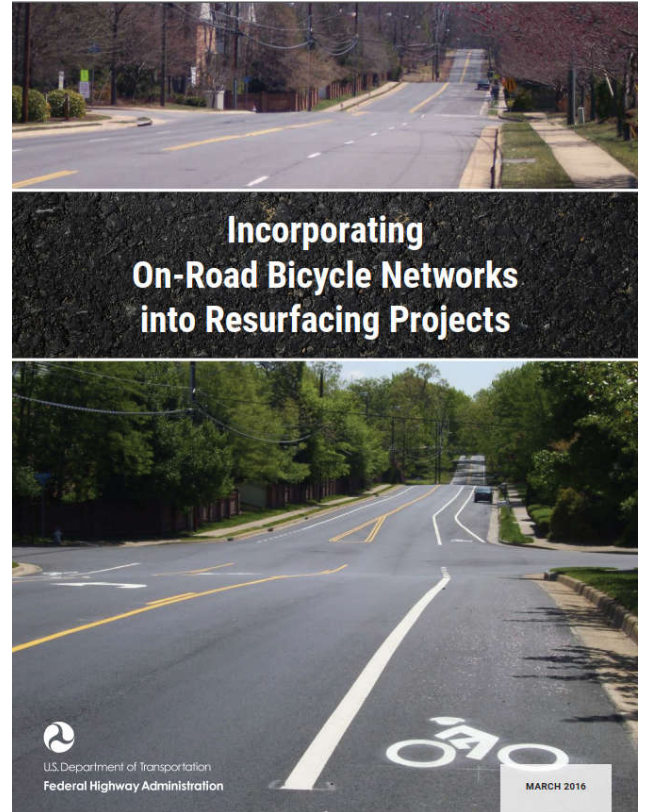 Incorporating
On-Road Bicycle Networks
into Resurfacing Projects
U.S. Department of Transportation
Federal Highway Administration
MARCH 2016